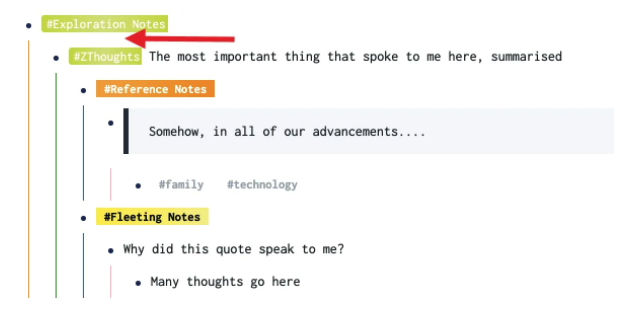 #Exploration Notes
#ZThoughts The most important thing that spoke to me here, summarised
#Reference Notes
Somehow, in all of our advancements....
#family #technology
#Fleeting Notes
Why did this quote speak to me?
Many thoughts go here